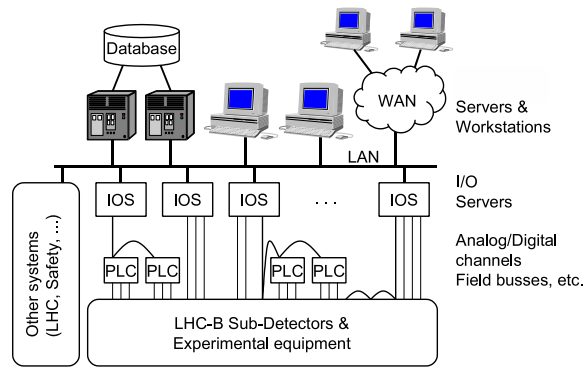 Database
WAN
Servers &
Workstations
LAN
I/O
Servers
IOS
IOS
IOS
. . .
IOS
Analog/Digital
channels
Field busses, etc.
PLC
PLC
PLC
PLC
Other systems
(LHC, Safety, ...)
LHC-B Sub-Detectors &
Experimental equipment